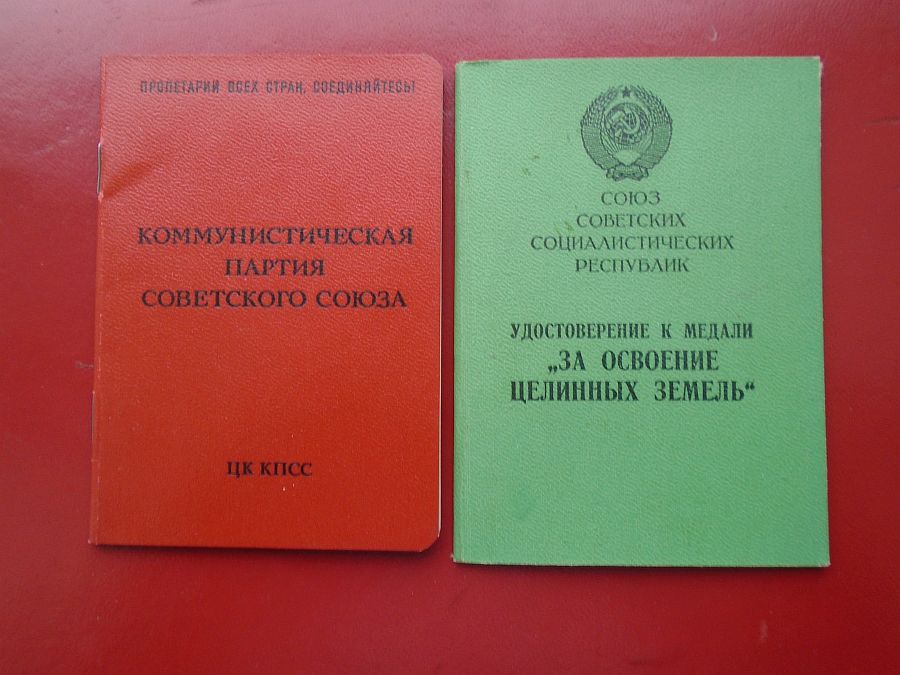 ПРОЛЕТАРИИ ВСЕХ СТРАН, СОЕДИНЯЙТЕСЬ!
КОММУНИСТИЧЕСКАЯ
ПАРТИЯ
СОВЕТСКОГО СОЮЗА
ЦК КПСС
СОЮЗ
СОВЕТСКИХ
СОЦИАЛИСТИЧЕСКИХ
РЕСПУБЛИК
УДОСТОВЕРЕНИЕ К МЕДАЛИ
„ЗА ОСВОЕНИЕ
ЦЕЛИННЫХ ЗЕМЕЛЬ“